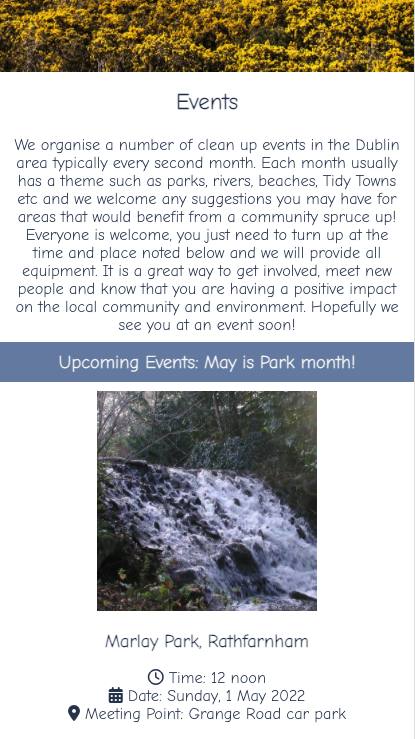 Events
We organise a number of clean up events in the Dublin
area typically every second month. Each month usually
has a theme such as parks, rivers, beaches, Tidy Towns
etc and we welcome any suggestions you may have for
areas that would benefit from a community spruce up!
Everyone is welcome, you just need to turn up at the
time and place noted below and we will provide all
equipment. It is a great way to get involved, meet new
people and know that you are having a positive impact
on the local community and environment. Hopefully we
see you at an event soon!
Upcoming Events: May is Park month!
Marlay Park, Rathfarnham
Time: 12 noon
Date: Sunday, 1 May 2022
Meeting Point: Grange Road car park